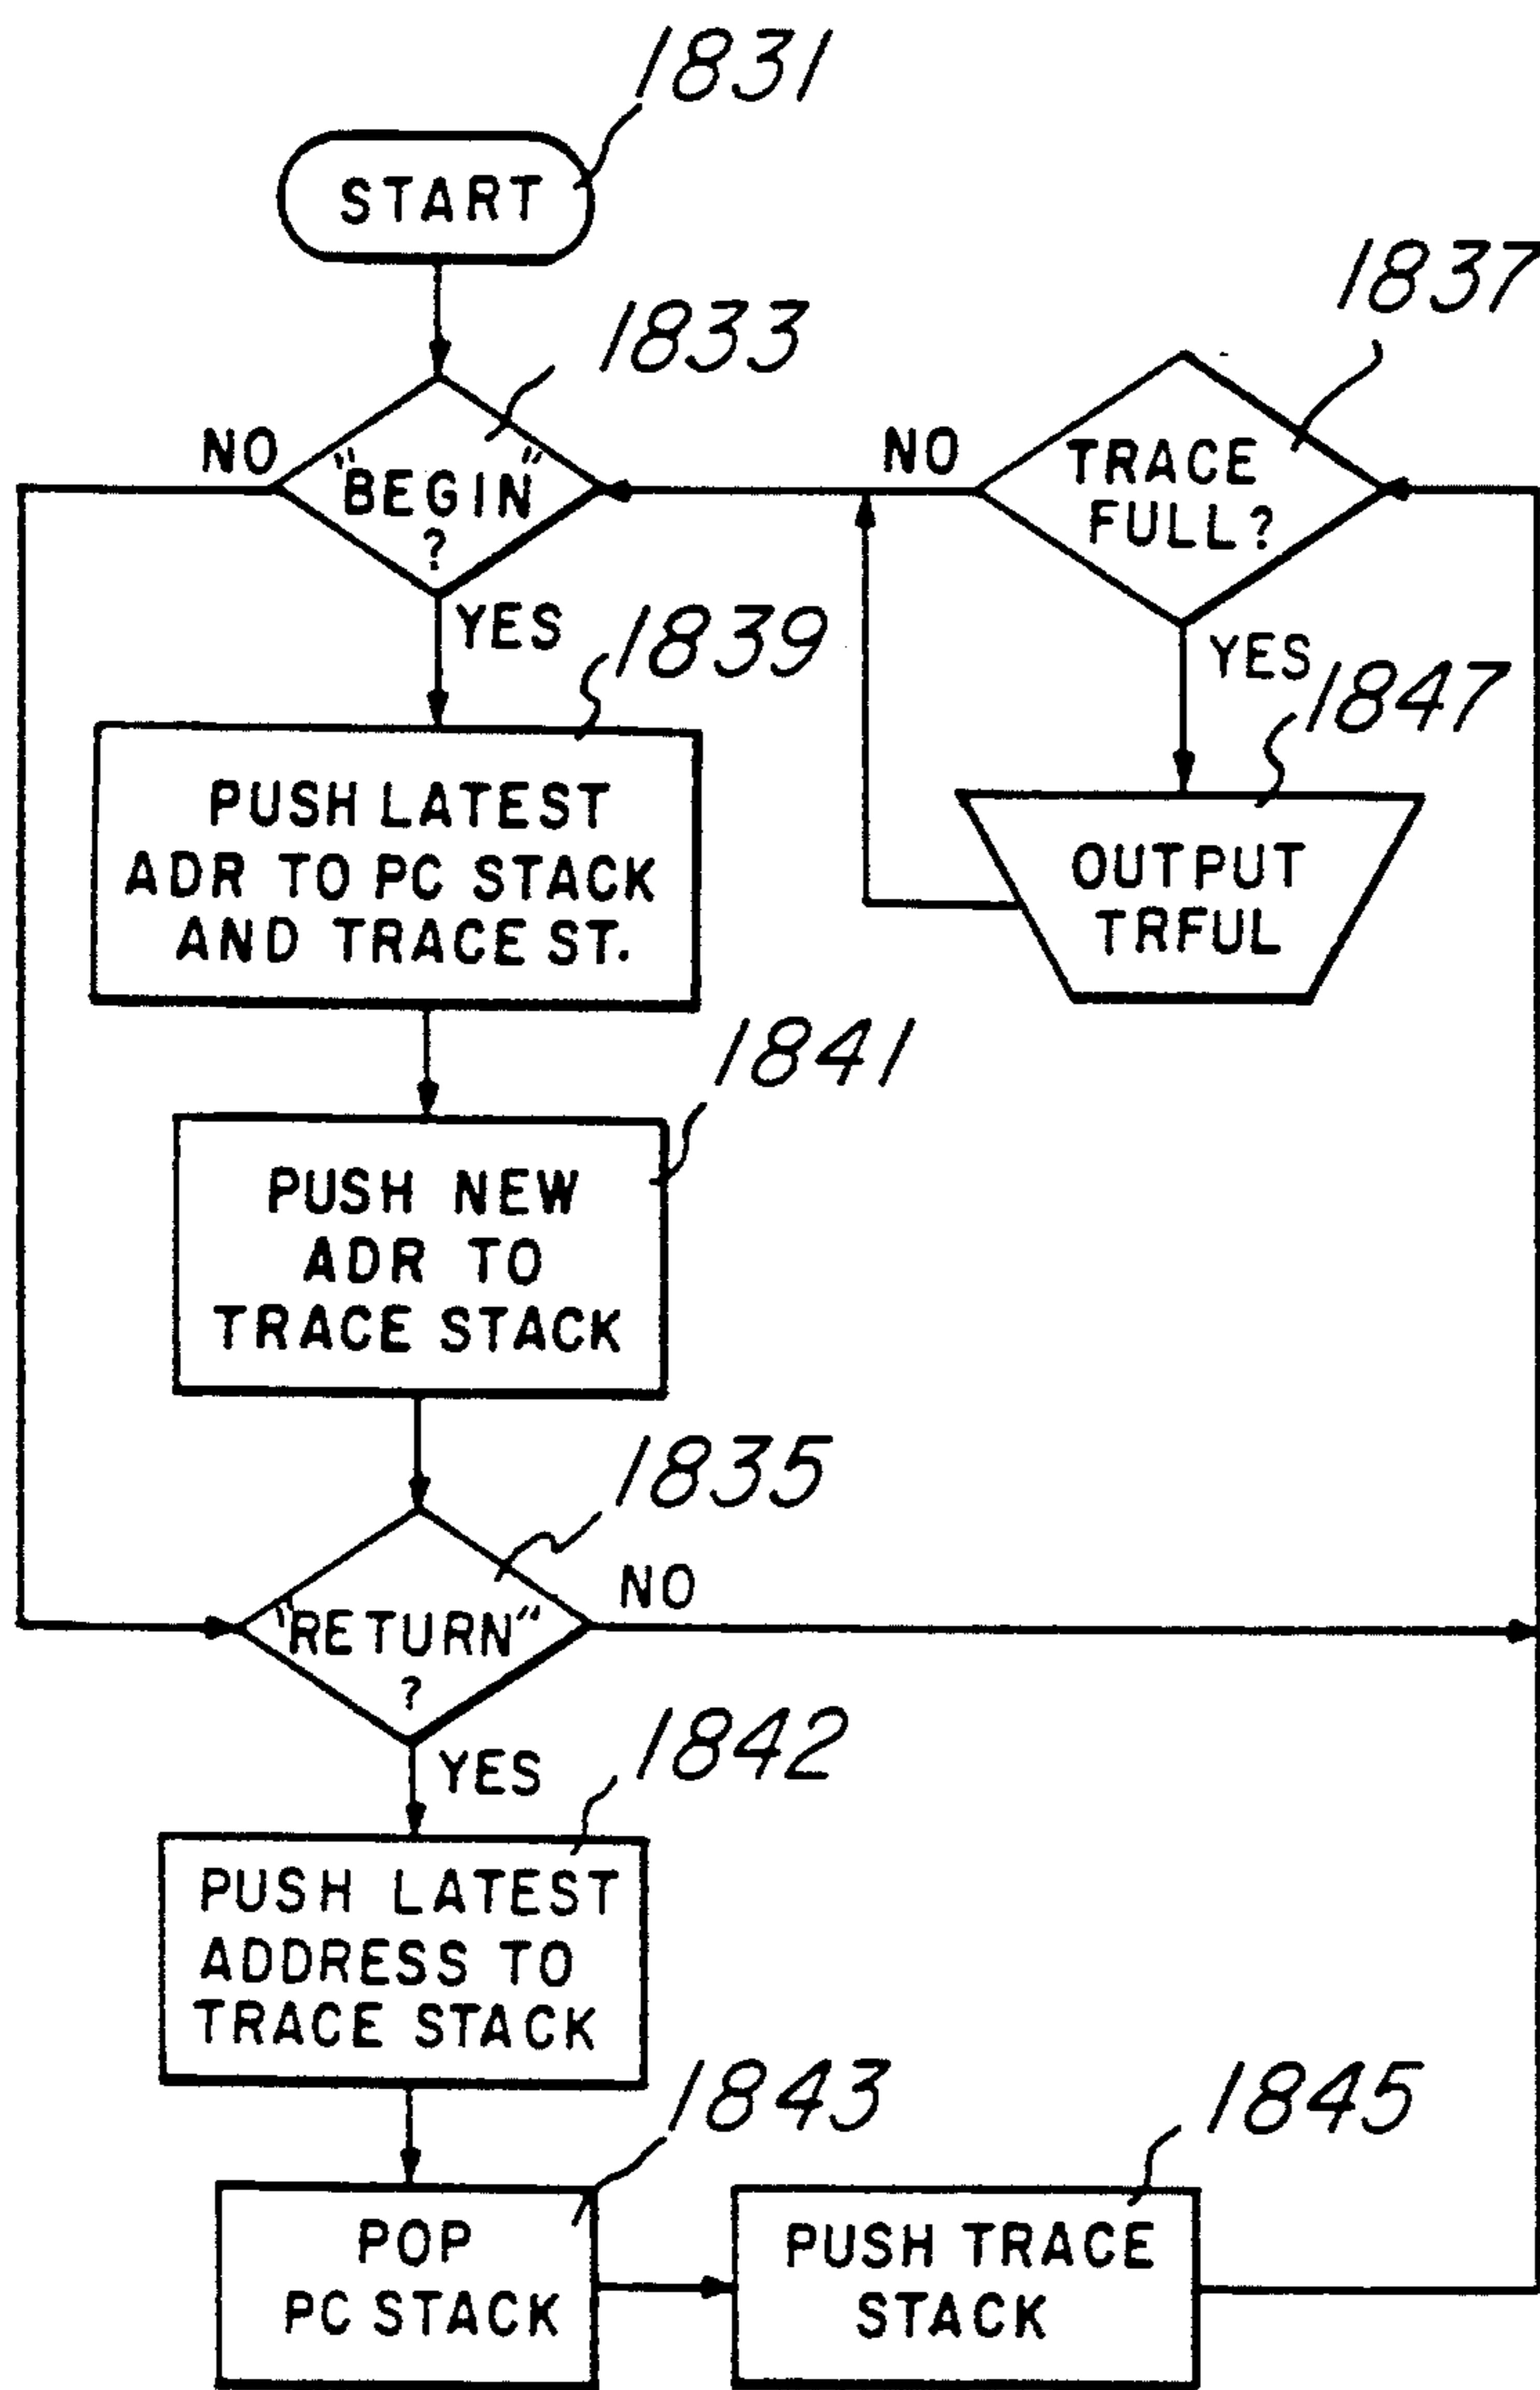 1831
START
1833
1837
NO
"BEGIN"
?
YES
NO
TRACE
FULL?
YES
1839
1847
PUSH LATEST
ADR TO PC STACK
AND TRACE ST.
OUTPUT
TRFUL
1841
PUSH NEW
ADR TO
TRACE STACK
1835
"RETURN"
?
NO
YES
1842
PUSH LATEST
ADDRESS TO
TRACE STACK
1843
1845
POP
PC STACK
PUSH TRACE
STACK